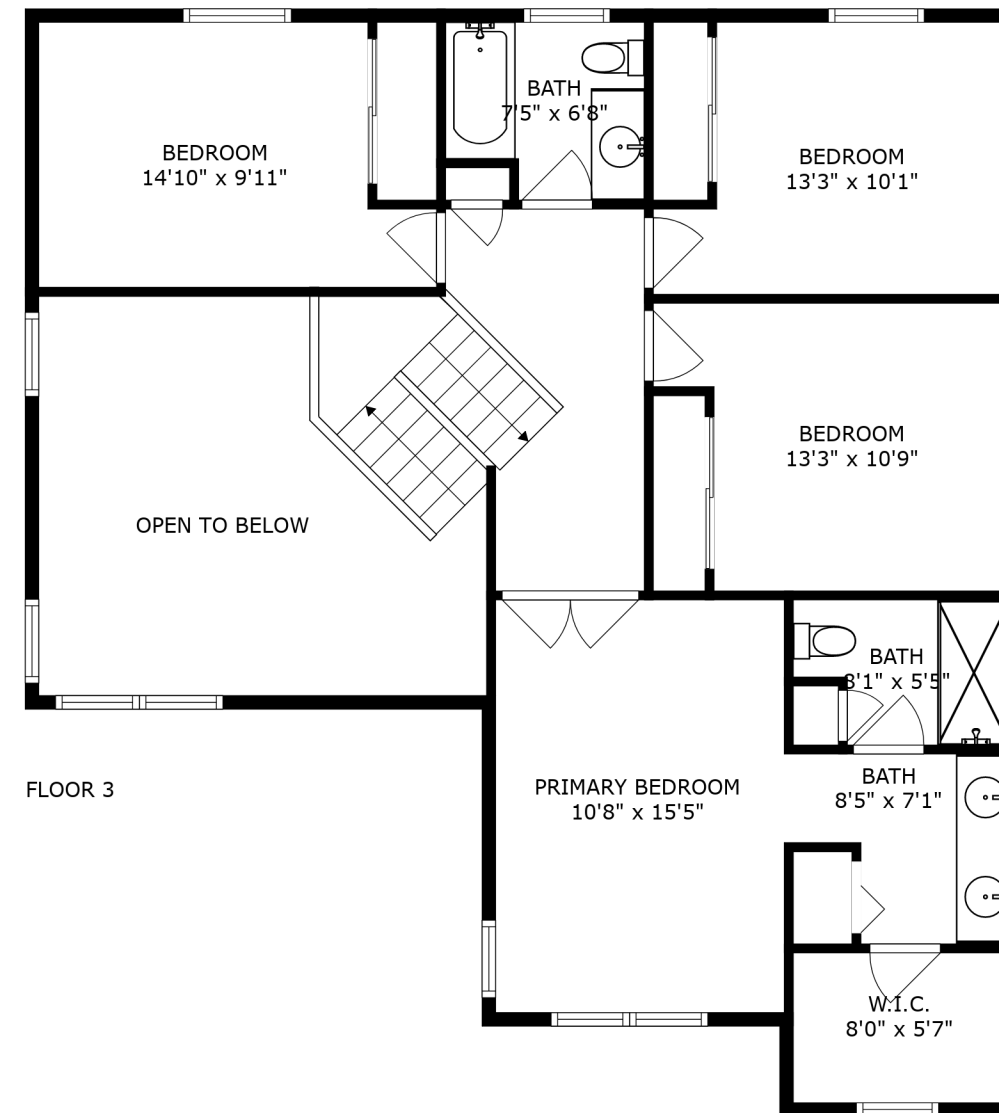 BATH
7'5" x 6'8"
BEDROOM
14'10" x 9'11"
BEDROOM
13'3" x 10'1"
BEDROOM
13'3" x 10'9"
OPEN TO BELOW
BATH
8'1" x 5'5"
FLOOR 3
PRIMARY BEDROOM
10'8" x 15'5"
BATH
8'5" x 7'1"
W.I.C.
8'0" x 5'7"